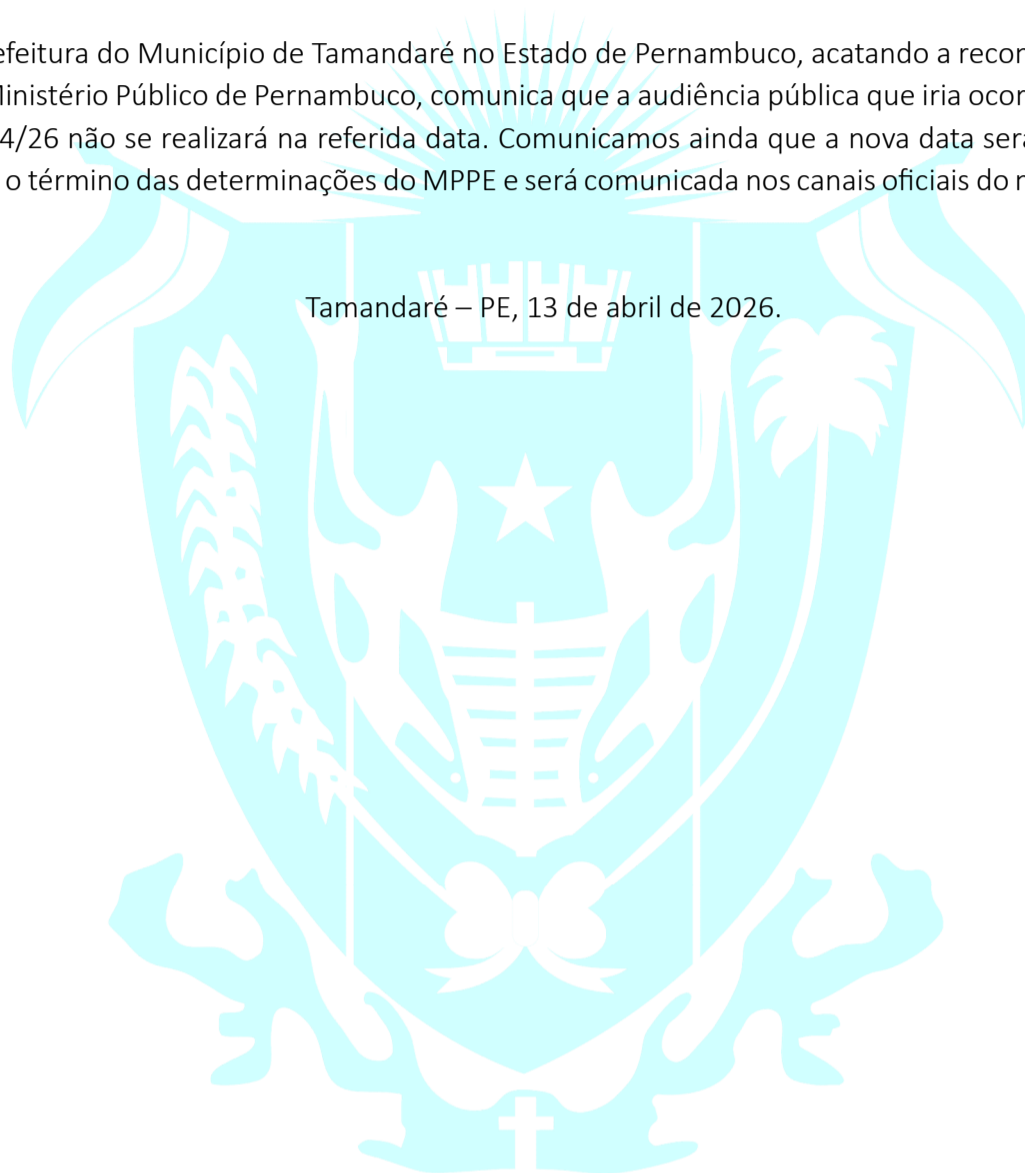 efeitura do Município de Tamandaré no Estado de Pernambuco, acatando a recor
Ministério Público de Pernambuco, comunica que a audiência pública que iria ocor
4/26 não se realizará na referida data. Comunicamos ainda que a nova data será
o término das determinações do MPPE e será comunicada nos canais oficiais do
Tamandaré – PE, 13 de abril de 2026.